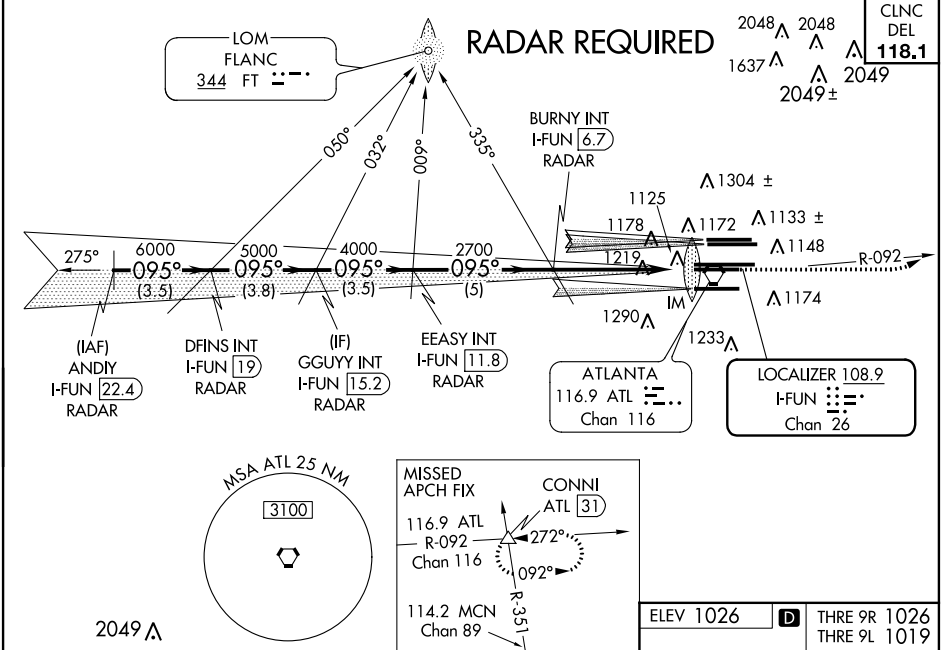 RADAR REQUIRED
CLNC
DEL
118.1
LOM
FLANC
344 FT
2048
2048
1637
2049
2049 ±
050°
032°
009°
335°
BURNY INT
I-FUN 6.7
RADAR
1304 ±
1125
1178
1172
1133 ±
1219
1148
275°
6000
095°
(3.5)
5000
095°
(3.8)
4000
095°
(3.5)
2700
095°
(5)
R-092
IM
1174
1290
1233
(IAF)
ANDIY
I-FUN 22.4
RADAR
DFINS INT
I-FUN 19
RADAR
(IF)
GGUYY INT
I-FUN 15.2
RADAR
EEASY INT
I-FUN 11.8
RADAR
ATLANTA
116.9 ATL
Chan 116
LOCALIZER 108.9
I-FUN
Chan 26
MSA ATL 25 NM
3100
2049
MISSED
APCH FIX
CONNI
ATL 31
116.9 ATL
R-092
Chan 116
272°
092°
R-351
114.2 MCN
Chan 89
ELEV 1026
D
THRE 9R 1026
THRE 9L 1019